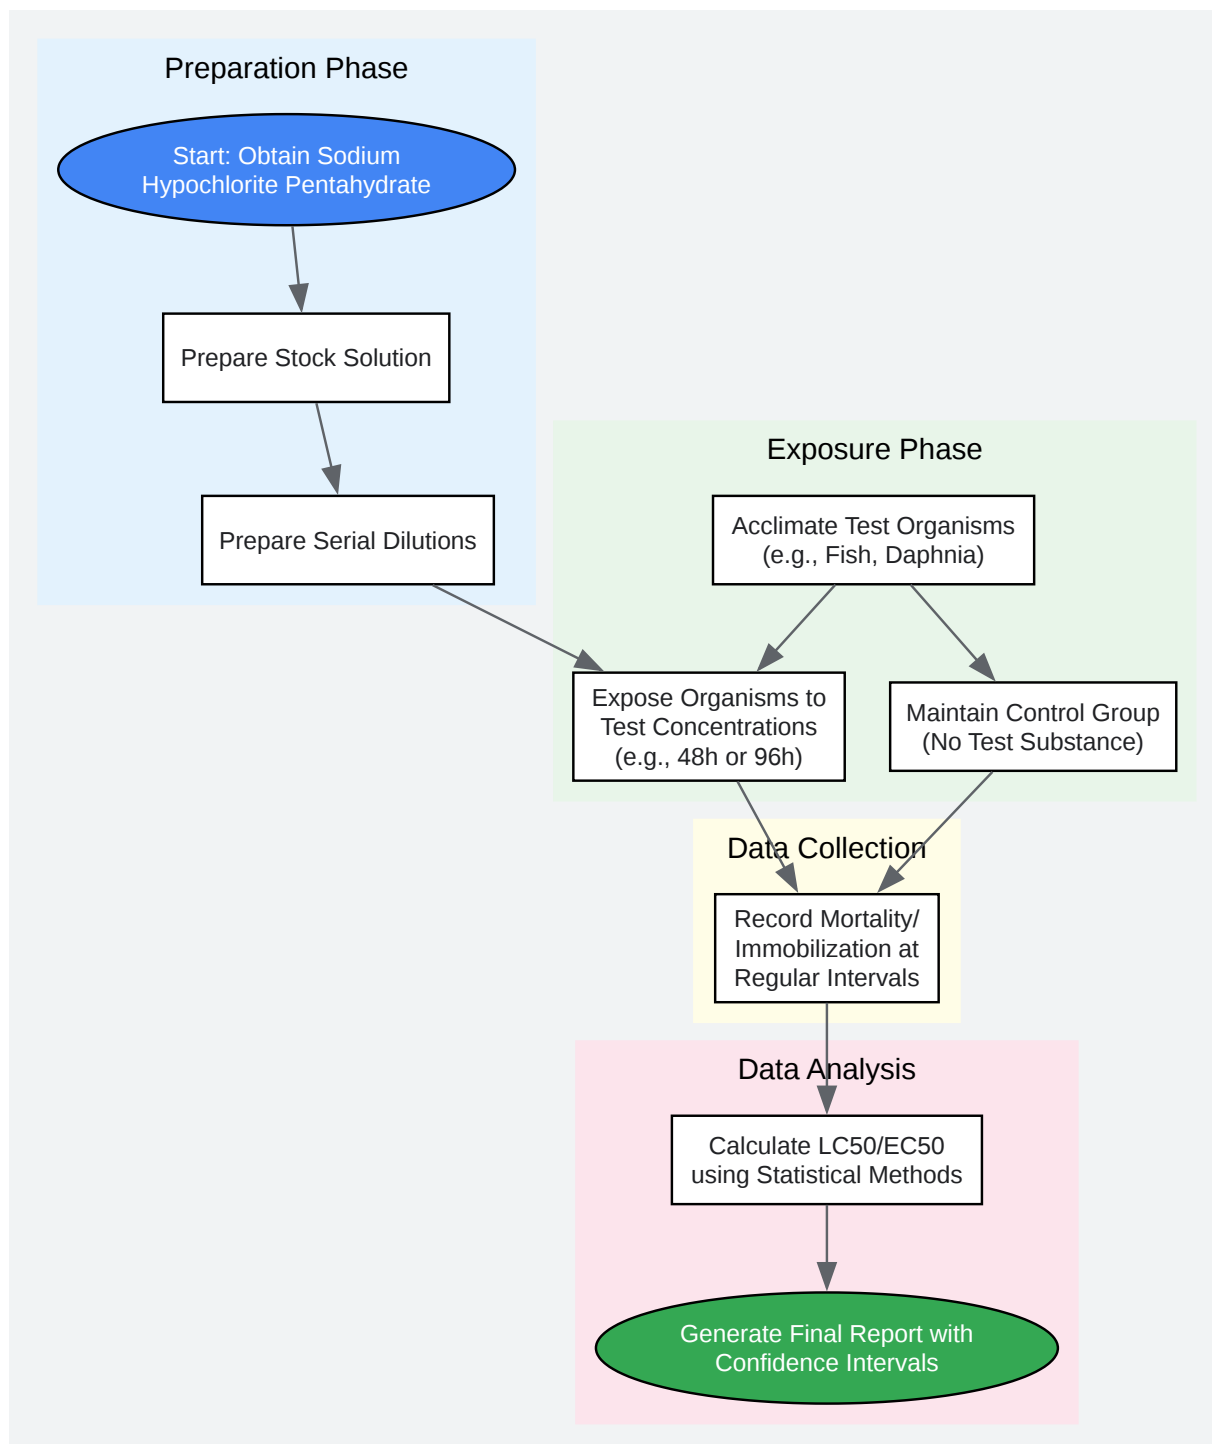 Preparation Phase
Start: Obtain Sodium
Hypochlorite Pentahydrate
Prepare Stock Solution
Prepare Serial Dilutions
Exposure Phase
Acclimate Test Organisms
(e.g., Fish, Daphnia)
Expose Organisms to
Test Concentrations
(e.g., 48h or 96h)
Maintain Control Group
(No Test Substance)
Data Collection
Record Mortality/
Immobilization at
Regular Intervals
Data Analysis
Calculate LC50/EC50
using Statistical Methods
Generate Final Report with
Confidence Intervals